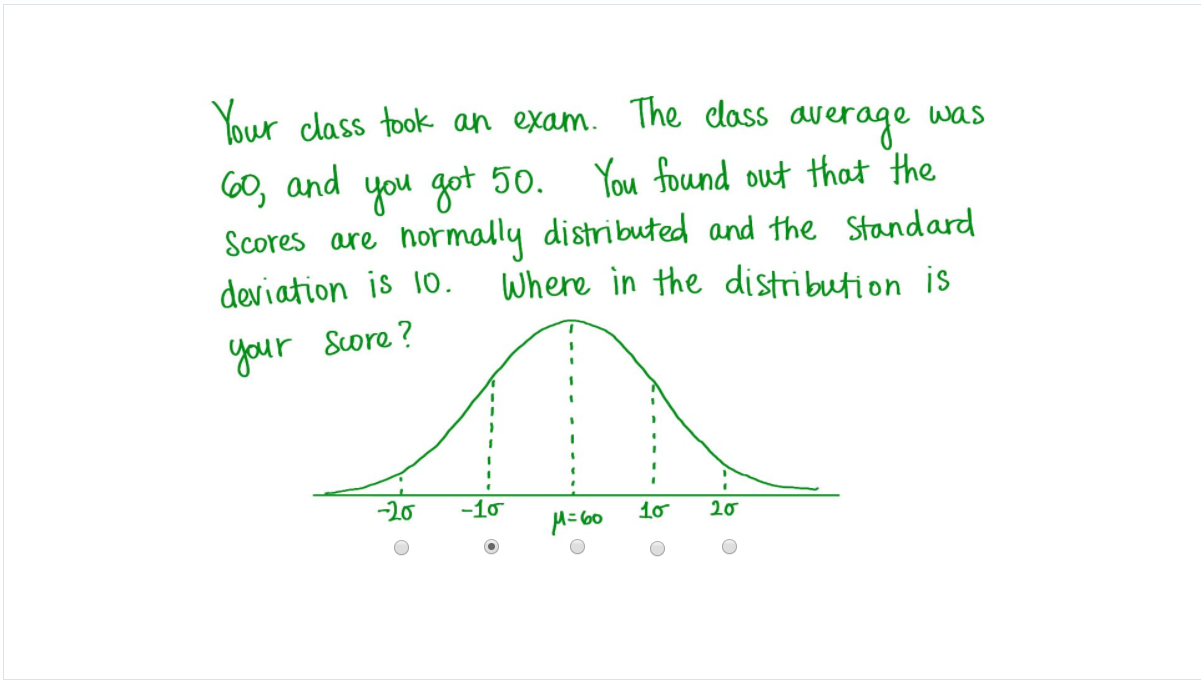 Your class took an exam. The class average was
60, and you got 50. You found out that the
Scores are normally distributed and the standard
deviation is 10. Where in the distribution is
your score?
-2σ -1σ μ=60 1σ 2σ